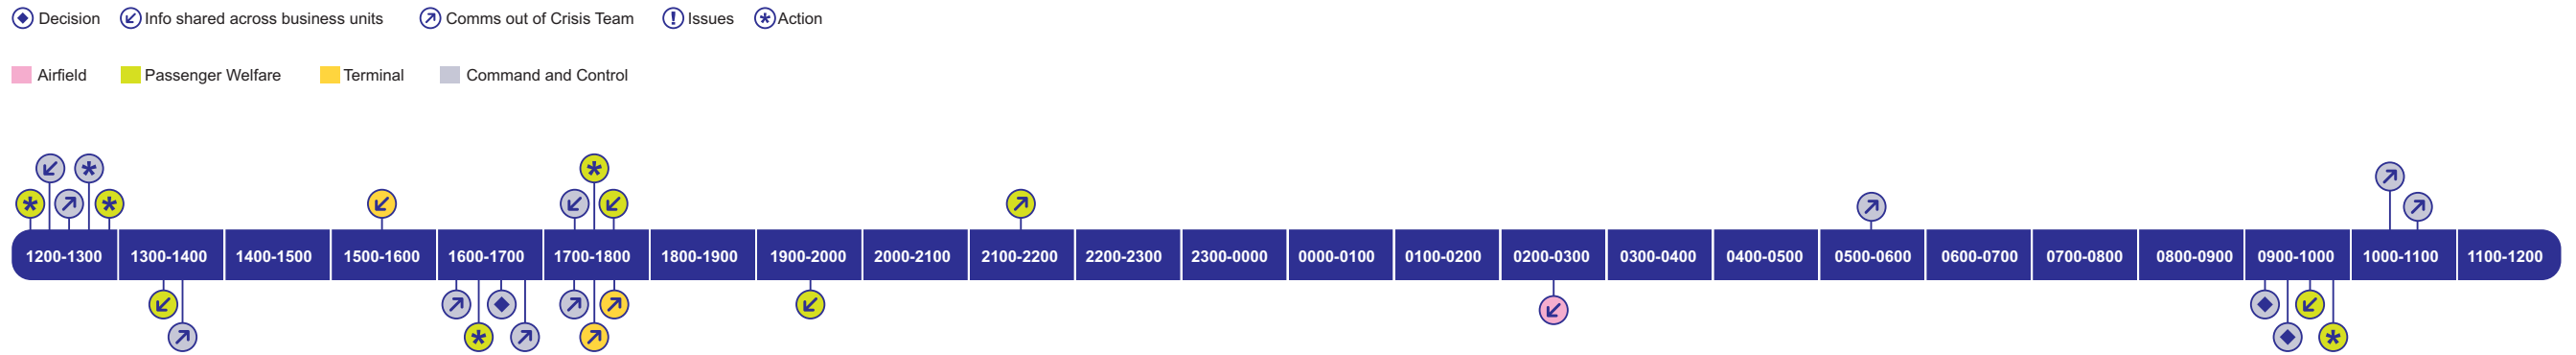 Decision Info shared across business units Comms out of Crisis Team Issues Action
Airfield Passenger Welfare Terminal Command and Control
1200-1300 1300-1400 1400-1500 1500-1600 1600-1700 1700-1800 1800-1900 1900-2000 2000-2100 2100-2200 2200-2300 2300-0000 0000-0100 0100-0200 0200-0300 0300-0400 0400-0500 0500-0600 0600-0700 0700-0800 0800-0900 0900-1000 1000-1100 1100-1200